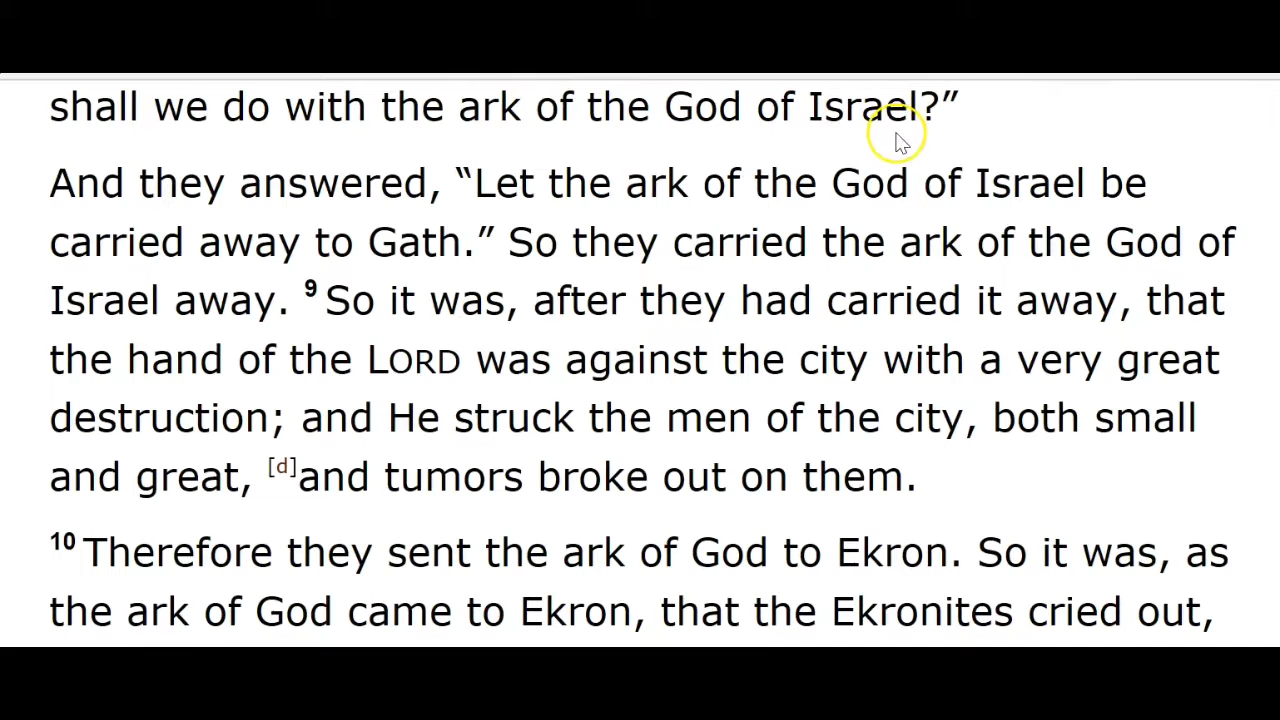 shall we do with the ark of the God of Israel?”
And they answered, “Let the ark of the God of Israel be
carried away to Gath.” So they carried the ark of the God of
Israel away. 9 So it was, after they had carried it away, that
the hand of the LORD was against the city with a very great
destruction; and He struck the men of the city, both small
and great, [d]and tumors broke out on them.
10 Therefore they sent the ark of God to Ekron. So it was, as
the ark of God came to Ekron, that the Ekronites cried out,